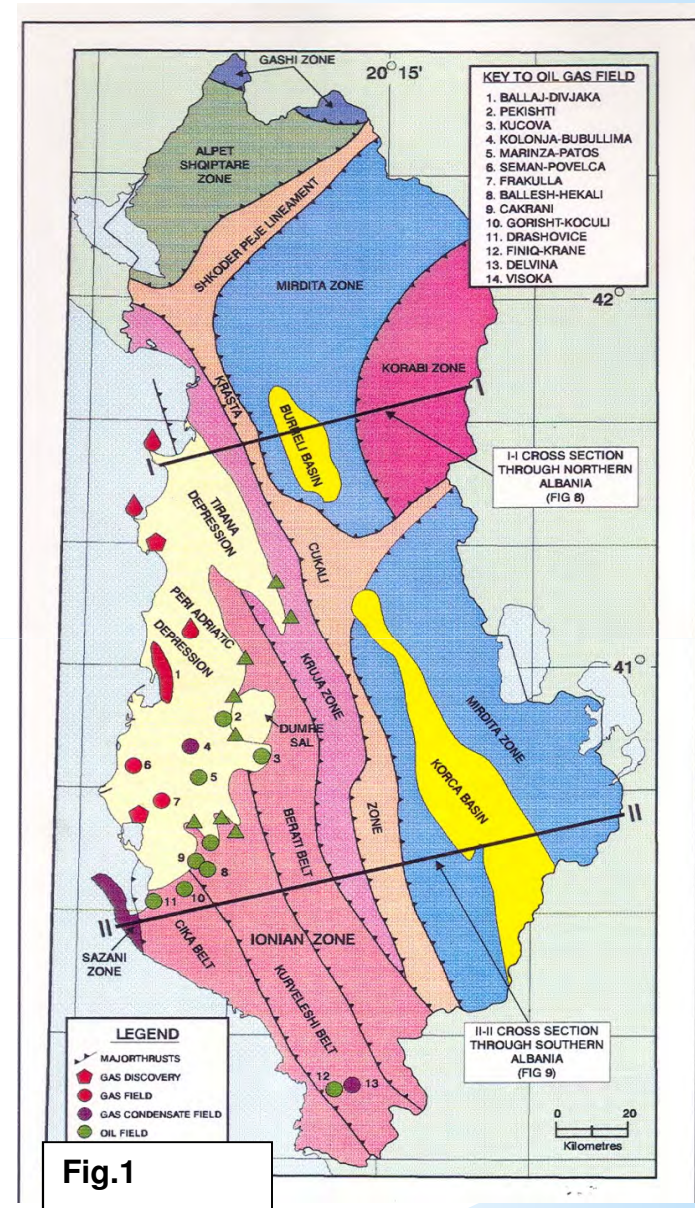 GASHI ZONE
20° 15'
KEY TO OIL GAS FIELD
1. BALLAJ-DIVJAKA
2. PEKISHTI
3. KUCOVA
4. KOLONJA-BUBULLIMA
5. MARINZA-PATOS
6. SEMAN-POVELCA
7. FRAKULLA
8. BALLESH-HEKALI
9. CAKRANI
10. GORISHT-KOCULI
11. DRASHOVICE
12. FINIQ-KRANE
13. DELVINA
14. VISOKA
ALPET
SHQIPTARE
ZONE
SHKODER PEJE LINEAMENT
MIRDITA ZONE
42°
KORABI ZONE
KRASTA
I
BURRELI BASIN
I
I-I CROSS SECTION
THROUGH NORTHERN
ALBANIA
(FIG 8)
TIRANA
DEPRESSION
CUKALI
PERI ADRIATIC
DEPRESSION
41°
1
KRUJA ZONE
MIRDITA ZONE
2
DUMRE
SAL
4
3
6
5
KORCA BASIN
7
ZONE
II
BERATI BELT
9
8
10
11
II
SAZANI
ZONE
CIKA BELT
IONIAN ZONE
KURVELESHI BELT
II-II CROSS SECTION
THROUGH SOUTHERN
ALBANIA
(FIG 9)
12
13
LEGEND
MAJORTHRUSTS
GAS DISCOVERY
GAS FIELD
GAS CONDENSATE FIELD
OIL FIELD
0 20
Kilometres
Fig.1